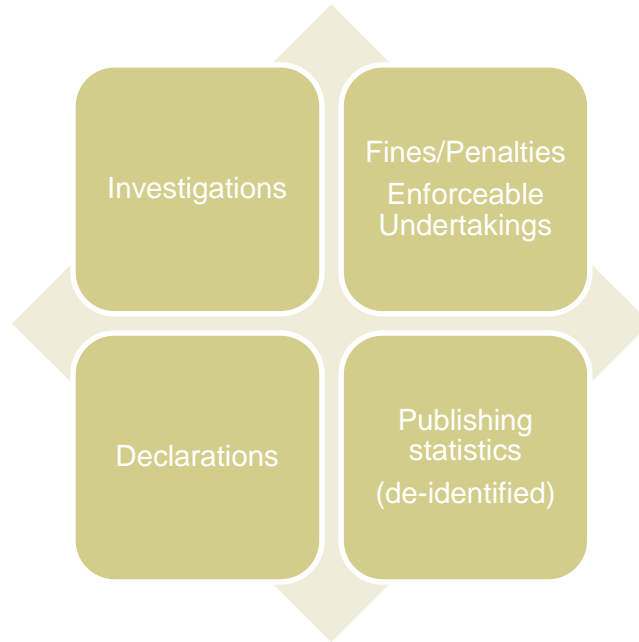 Investigations
Fines/Penalties
Enforceable
Undertakings
Declarations
Publishing
statistics
(de-identified)